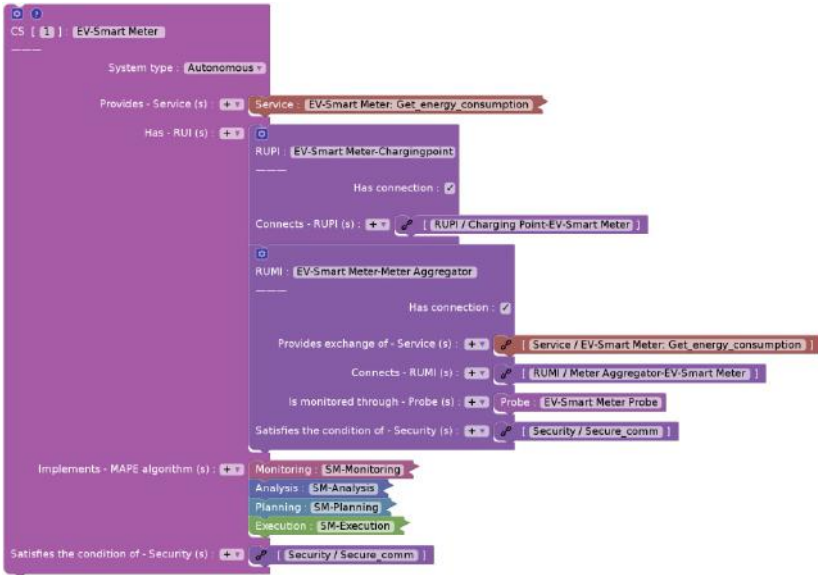 CS [ 1 ] : EV-Smart Meter
System type : Autonomous
Provides - Service (s) : + Service : EV-Smart Meter: Get_energy_consumption
Has - RUI (s) : +
RUPI : EV-Smart Meter-Chargingpoint
Has connection :
Connects - RUPI (s) : + [ RUPI / Charging Point-EV-Smart Meter ]
RUMI : EV-Smart Meter-Meter Aggregator
Has connection :
Provides exchange of - Service (s) : + [ Service / EV-Smart Meter: Get_energy_consumption ]
Connects - RUMI (s) : + [ RUMI / Meter Aggregator-EV-Smart Meter ]
Is monitored through - Probe (s) : + Probe : EV-Smart Meter Probe
Satisfies the condition of - Security (s) : + [ Security / Secure_comm ]
Implements - MAPE algorithm (s) : + Monitoring : SM-Monitoring
Analysis : SM-Analysis
Planning : SM-Planning
Execution : SM-Execution
Satisfies the condition of - Security (s) : + [ Security / Secure_comm ]